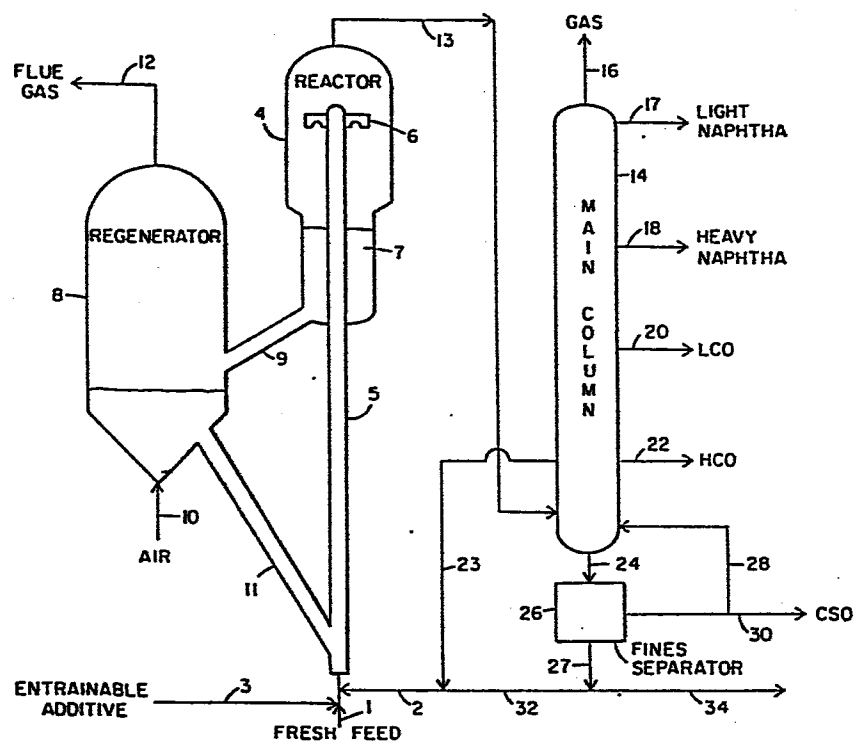 GAS
16
13
12
FLUE
GAS
REACTOR
17
LIGHT
NAPHTHA
4
6
14
REGENERATOR
MAIN COLUMN
18
HEAVY
NAPHTHA
7
8
20
LCO
9
5
22
HCO
10
AIR
11
23
24
28
26
30
CSO
27
FINES
SEPARATOR
ENTRAINABLE
ADDITIVE
3
1
2
32
34
FRESH FEED